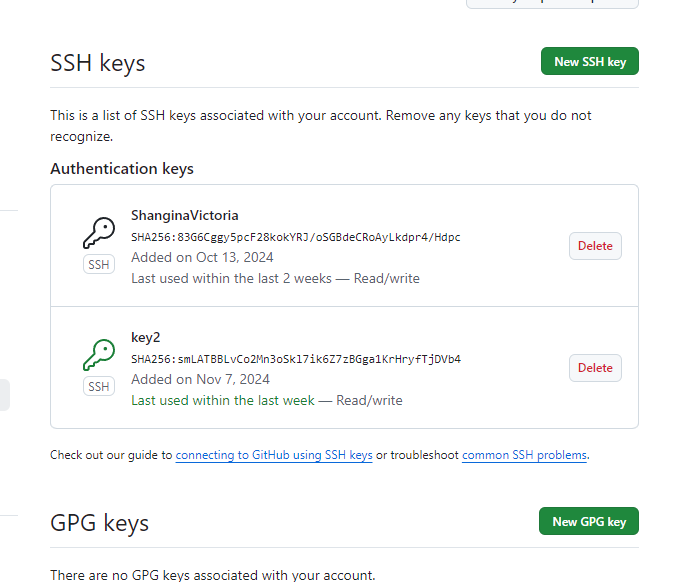 SSH keys
New SSH key
This is a list of SSH keys associated with your account. Remove any keys that you do not
recognize.
Authentication keys
ShanginaVictoria
SHA256:83G6Cggy5pcF28kokYRJ/oSGBdeCRoAyLkdpr4/Hdpc
SSH
Added on Oct 13, 2024
Last used within the last 2 weeks — Read/write
Delete
key2
SHA256:smLATBBLvCo2Mn3oSk17ik6Z7zBGga1KrHryfTjDVb4
SSH
Added on Nov 7, 2024
Last used within the last week — Read/write
Delete
Check out our guide to connecting to GitHub using SSH keys or troubleshoot common SSH problems.
GPG keys
New GPG key
There are no GPG keys associated with your account.